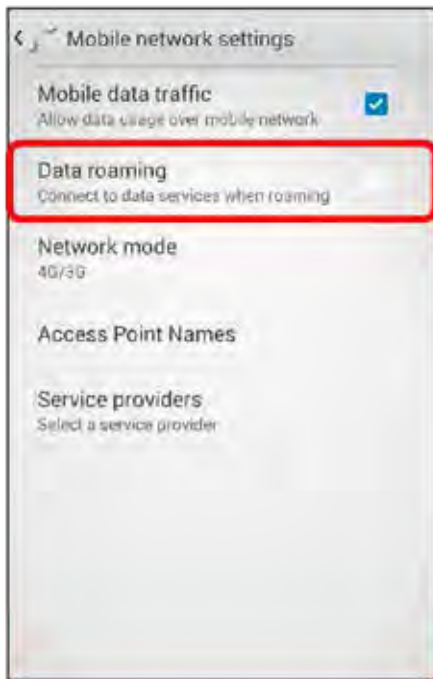 Mobile network settings
Mobile data traffic
Allow data usage over mobile network
Data roaming
Connect to data services when roaming
Network mode
4G/3G
Access Point Names
Service providers
Select a service provider